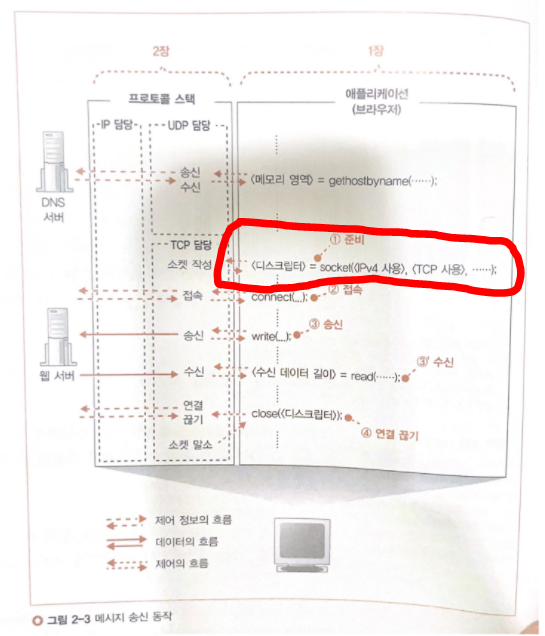 2장 1장
프로토콜 스택 애플리케이션
(브라우저)
IP 담당 UDP 담당
송신
수신 〈메모리 영역〉 = gethostbyname(……);
DNS
서버
TCP 담당 ① 준비
소켓 작성 〈디스크립터〉 = socket(〈IPv4 사용〉, 〈TCP 사용〉, ……);
② 접속
접속 connect(…);
③ 송신
송신 write(…);
③' 수신
수신 〈수신 데이터 길이〉 = read(……);
웹 서버
연결
끊기 close(〈디스크립터〉);
④ 연결 끊기
소켓 말소
제어 정보의 흐름
데이터의 흐름
제어의 흐름
그림 2-3 메시지 송신 동작